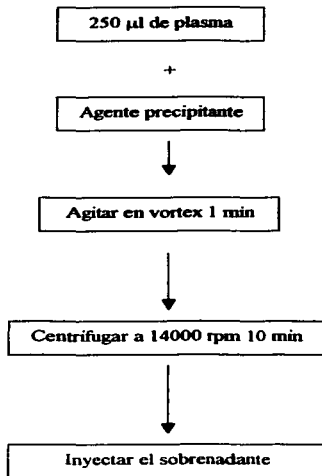 250 µl de plasma
+
Agente precipitante
Agitar en vortex 1 min
Centrifugar a 14000 rpm 10 min
Inyectar el sobrenadante